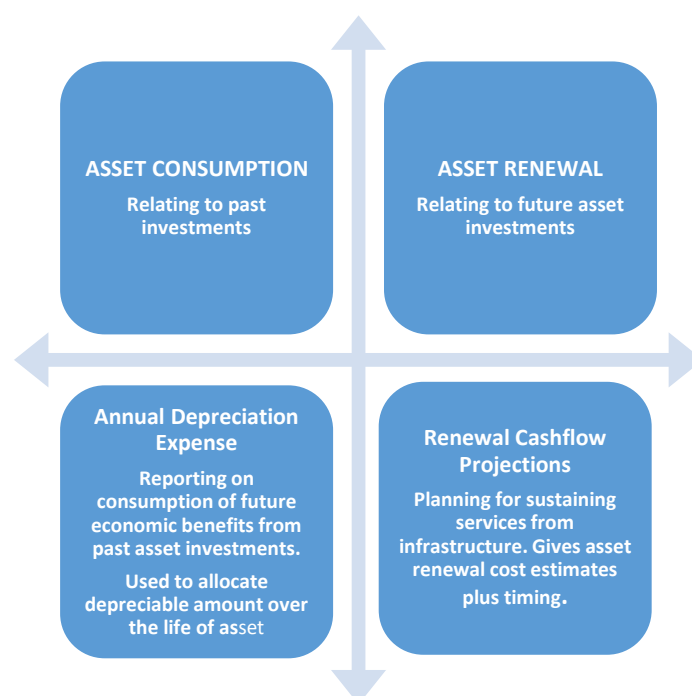 ASSET CONSUMPTION
Relating to past
investments
ASSET RENEWAL
Relating to future asset
investments
Annual Depreciation
Expense
Reporting on
consumption of future
economic benefits from
past asset investments.
Used to allocate
depreciable amount over
the life of asset
Renewal Cashflow
Projections
Planning for sustaining
services from
infrastructure. Gives asset
renewal cost estimates
plus timing.